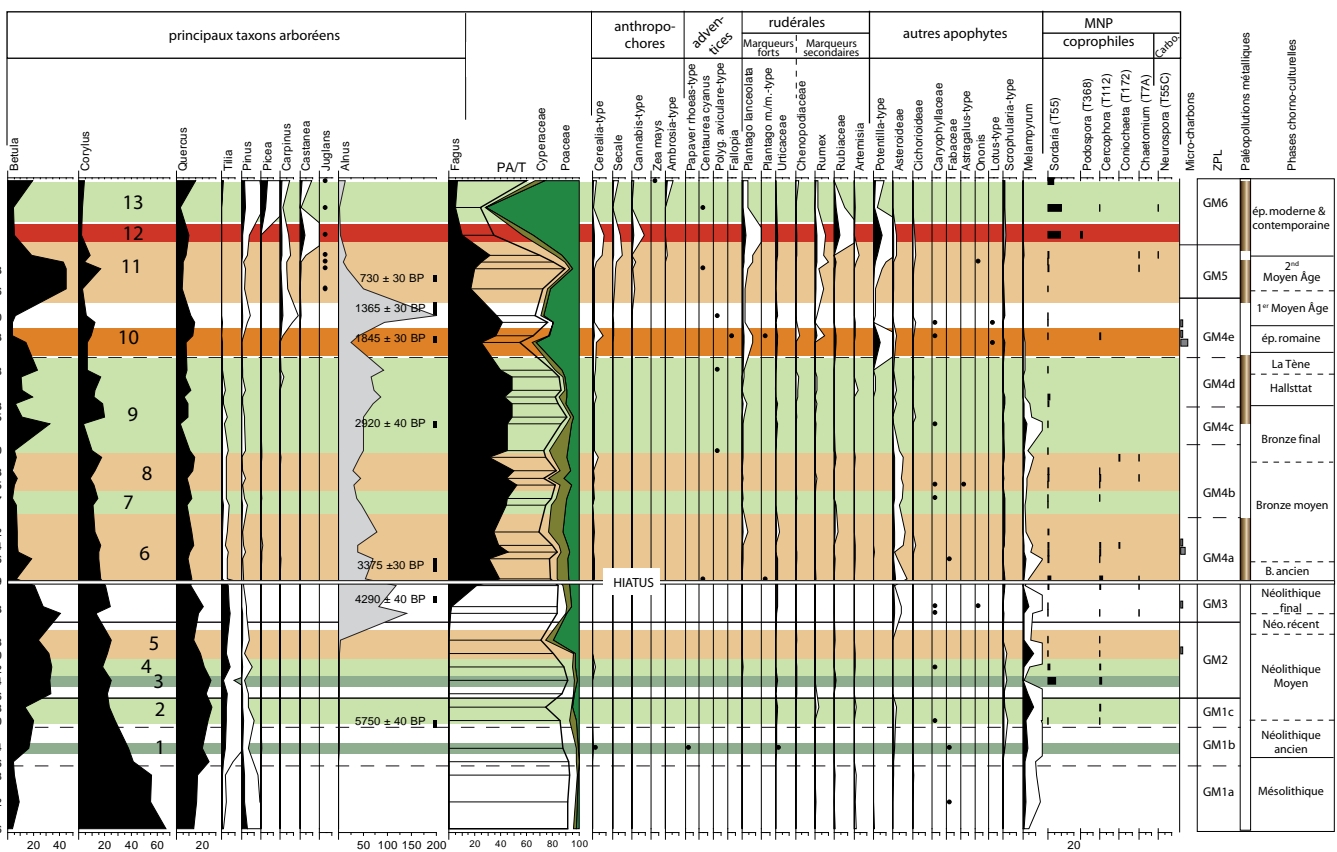 principaux taxons arboréens
anthropo-
chores
adven-
tices
rudérales
Marqueurs
forts
Marqueurs
secondaires
autres apophytes
MNP
coprophiles
Carbo.
Betula
Corylus
Quercus
Tilia
Pinus
Picea
Carpinus
Castanea
Juglans
Alnus
Fagus
PA/T
Cyperaceae
Poaceae
Cerealia-type
Secale
Cannabis-type
Zea mays
Ambrosia-type
Papaver rhoeas-type
Centaurea cyanus
Polyg. aviculare-type
Fallopia
Plantago lanceolata
Plantago m./m.-type
Urticaceae
Chenopodiaceae
Rumex
Rubiaceae
Artemisia
Potentilla-type
Asteroideae
Cichorioideae
Caryophyllaceae
Fabaceae
Astragalus-type
Ononis
Lotus-type
Scrophularia-type
Melampyrum
Sordaria (T55)
Podospora (T368)
Cercophora (T112)
Coniochaeta (T172)
Chaetomium (T7A)
Neurospora (T55C)
Micro-charbons
ZPL
Paléopollutions métalliques
Phases chorno-culturelles
13
12
11
10
9
8
7
6
5
4
3
2
1
730 ± 30 BP
1365 ± 30 BP
1845 ± 30 BP
2920 ± 40 BP
3375 ±30 BP
4290 ± 40 BP
5750 ± 40 BP
HIATUS
GM6
GM5
GM4e
GM4d
GM4c
GM4b
GM4a
GM3
GM2
GM1c
GM1b
GM1a
ép. moderne &
contemporaine
2nd
Moyen Âge
1er Moyen Âge
ép. romaine
La Tène
Hallsttat
Bronze final
Bronze moyen
B. ancien
Néolithique
final
Néo. récent
Néolithique
Moyen
Néolithique
ancien
Mésolithique
20 40
20 40 60
20
50 100 150 200
20 40 60 80 100
20